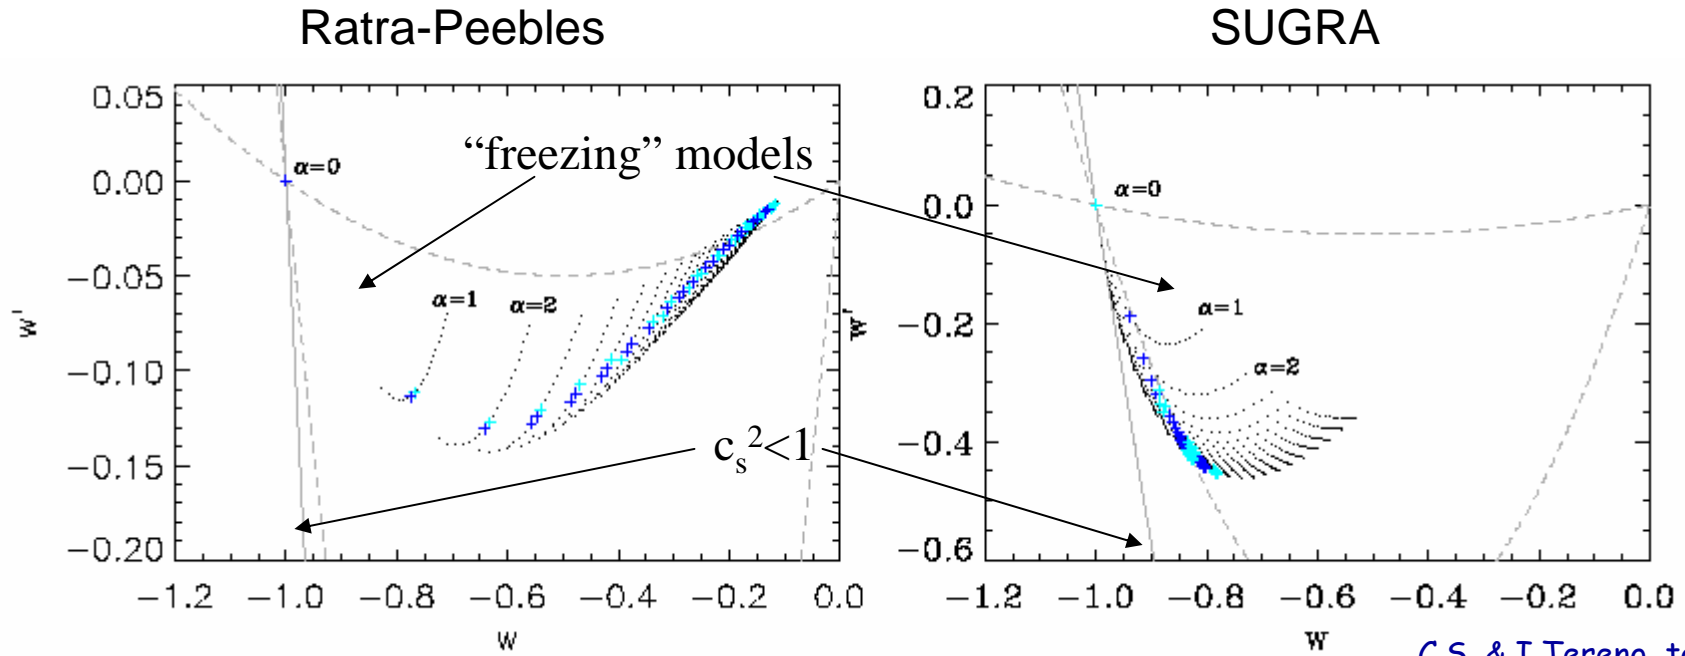 Ratra-Peebles
SUGRA
0.05
0.00
−0.05
−0.10
−0.15
−0.20
w'
α=0
“freezing” models
α=1
α=2
c_s²<1
−1.2 −1.0 −0.8 −0.6 −0.4 −0.2 0.0
w
0.2
0.0
−0.2
−0.4
−0.6
w'
α=0
α=1
α=2
−1.2 −1.0 −0.8 −0.6 −0.4 −0.2 0.0
w
C.S. & I. Tereno,